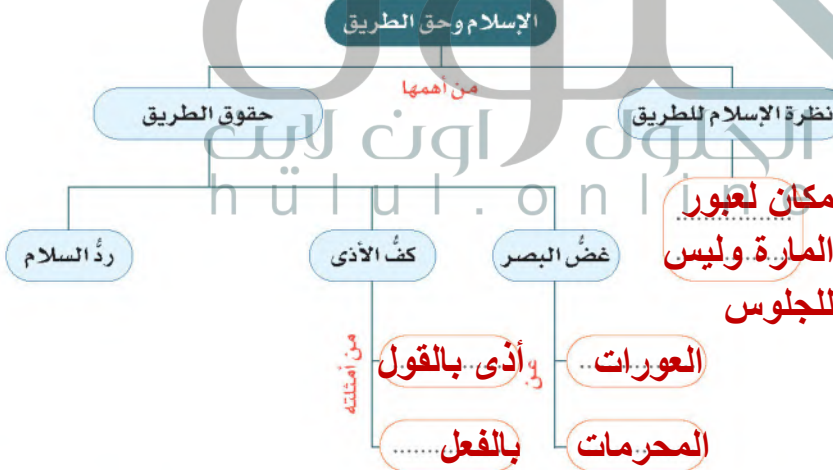 الإسلام وحق الطريق
من أهمها
نظرة الإسلام للطريق
حقوق الطريق
الحلول اون لاين
hulul.online
مكان لعبور
المارة وليس
للجلوس
غضُّ البصر
كفُّ الأذى
ردُّ السلام
عن
العورات
المحرمات
من أمثلته
أذى بالقول
بالفعل